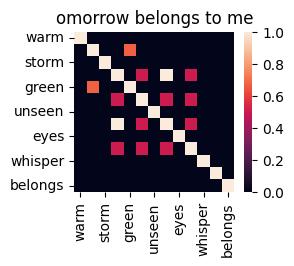 omorrow belongs to me
warm
storm
green
unseen
eyes
whisper
belongs
1.0
0.8
0.6
0.4
0.2
0.0
warm
storm
green
unseen
eyes
whisper
belongs